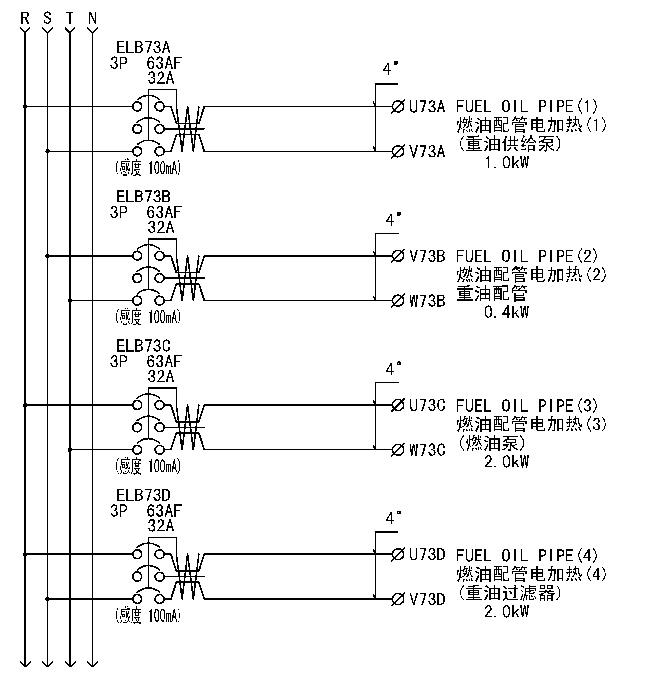 R S T N
ELB73A
3P 63AF
32A
4°
U73A FUEL OIL PIPE(1)
燃油配管电加热(1)
(重油供给泵)
V73A
1.0kW
(感度 100mA)
ELB73B
3P 63AF
32A
4°
V73B FUEL OIL PIPE(2)
燃油配管电加热(2)
重油配管
W73B
0.4kW
(感度 100mA)
ELB73C
3P 63AF
32A
4°
U73C FUEL OIL PIPE(3)
燃油配管电加热(3)
(燃油泵)
W73C
2.0kW
(感度 100mA)
ELB73D
3P 63AF
32A
4°
U73D FUEL OIL PIPE(4)
燃油配管电加热(4)
(重油过滤器)
V73D
2.0kW
(感度 100mA)